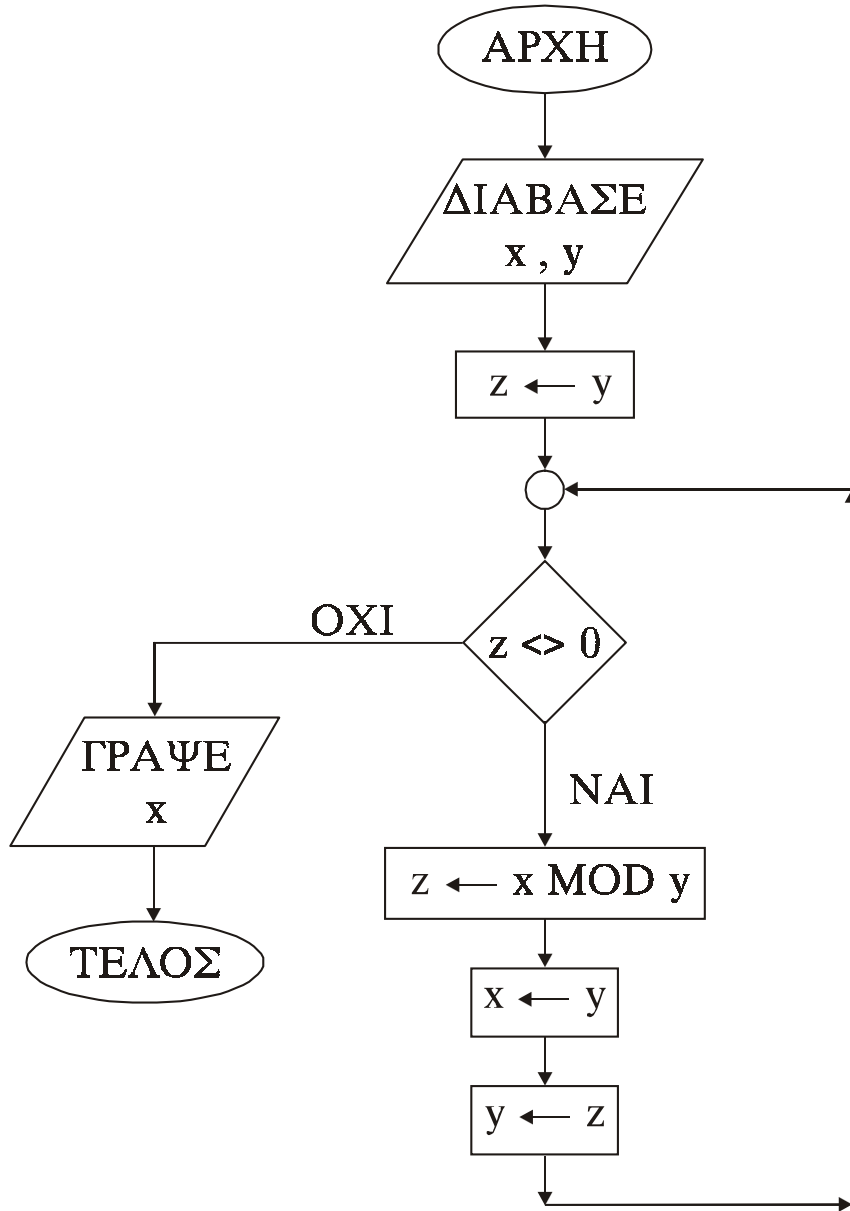 ΑΡΧΗ
ΔΙΑΒΑΣΕ
x , y
z ← y
z <> 0
ΟΧΙ
ΓΡΑΨΕ
x
ΤΕΛΟΣ
ΝΑΙ
z ← x MOD y
x ← y
y ← z